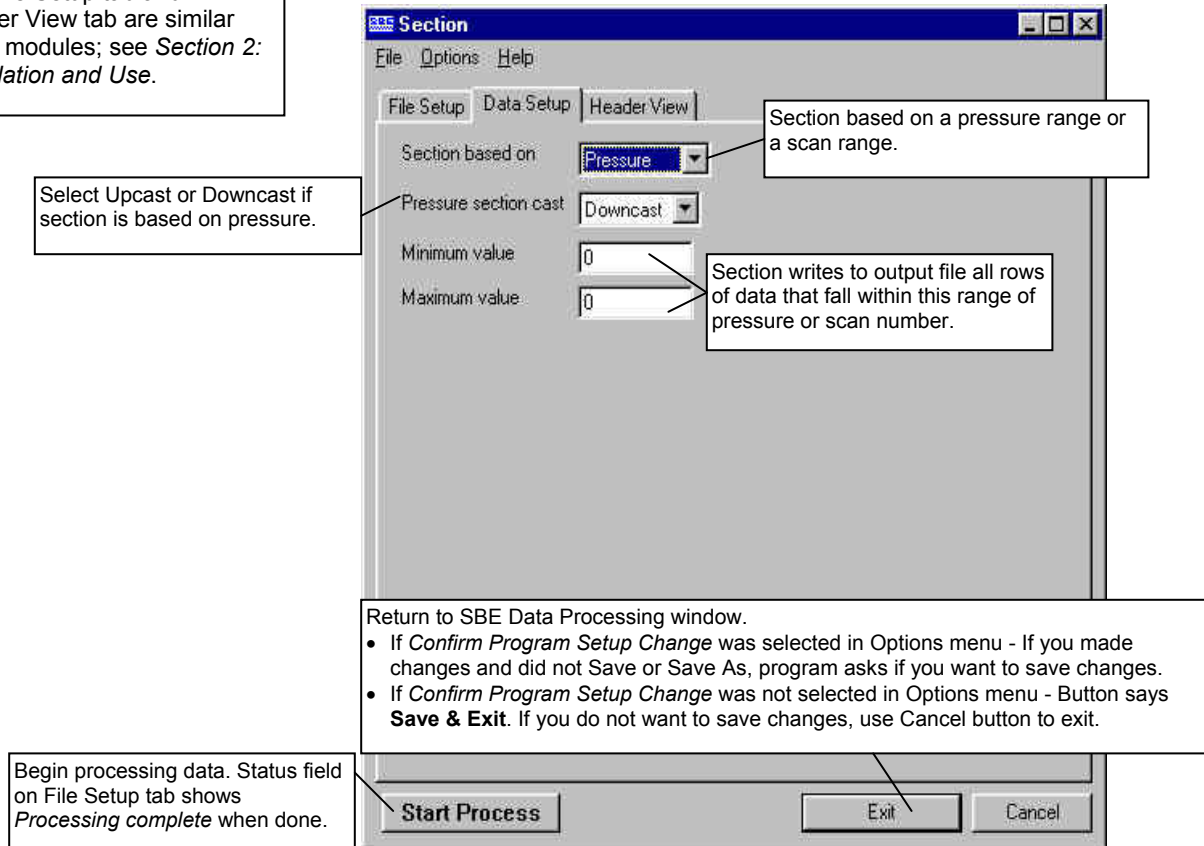 er View tab are similar
modules; see Section 2:
lation and Use.
SBE Section
File Options Help
File Setup Data Setup Header View
Section based on a pressure range or
a scan range.
Section based on Pressure
Select Upcast or Downcast if
section is based on pressure.
Pressure section cast Downcast
Minimum value 0
Maximum value 0
Section writes to output file all rows
of data that fall within this range of
pressure or scan number.
Return to SBE Data Processing window.
• If Confirm Program Setup Change was selected in Options menu - If you made
changes and did not Save or Save As, program asks if you want to save changes.
• If Confirm Program Setup Change was not selected in Options menu - Button says
Save & Exit. If you do not want to save changes, use Cancel button to exit.
Begin processing data. Status field
on File Setup tab shows
Processing complete when done.
Start Process Exit Cancel